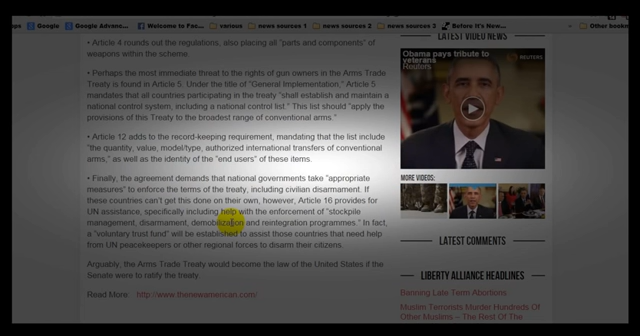 Google
Google Advanc...
Welcome to Fac...
various
news sources 1
news sources 2
news sources 3
Before It's New...
Other book
• Article 4 rounds out the regulations, also placing all "parts and components" of
weapons within the scheme.
• Perhaps the most immediate threat to the rights of gun owners in the Arms Trade
Treaty is found in Article 5. Under the title of "General Implementation," Article 5
mandates that all countries participating in the treaty "shall establish and maintain a
national control system, including a national control list." This list should "apply the
provisions of this Treaty to the broadest range of conventional arms."
• Article 12 adds to the record-keeping requirement, mandating that the list include
"the quantity, value, model/type, authorized international transfers of conventional
arms," as well as the identity of the "end users" of these items.
• Finally, the agreement demands that national governments take "appropriate
measures" to enforce the terms of the treaty, including civilian disarmament. If
these countries can't get this done on their own, however, Article 16 provides for
UN assistance, specifically including help with the enforcement of "stockpile
management, disarmament, demobilization and reintegration programmes." In fact,
a "voluntary trust fund" will be established to assist those countries that need help
from UN peacekeepers or other regional forces to disarm their citizens.
Arguably, the Arms Trade Treaty would become the law of the United States if the
Senate were to ratify the treaty.
Read More: http://www.thenewamerican.com/
LATEST VIDEO NEWS
Obama pays tribute to
veterans
Reuters
REUTERS
MORE VIDEOS:
LATEST COMMENTS
LIBERTY ALLIANCE HEADLINES
Banning Late Term Abortions
Muslim Terrorists Murder Hundreds Of
Other Muslims – The Rest Of The